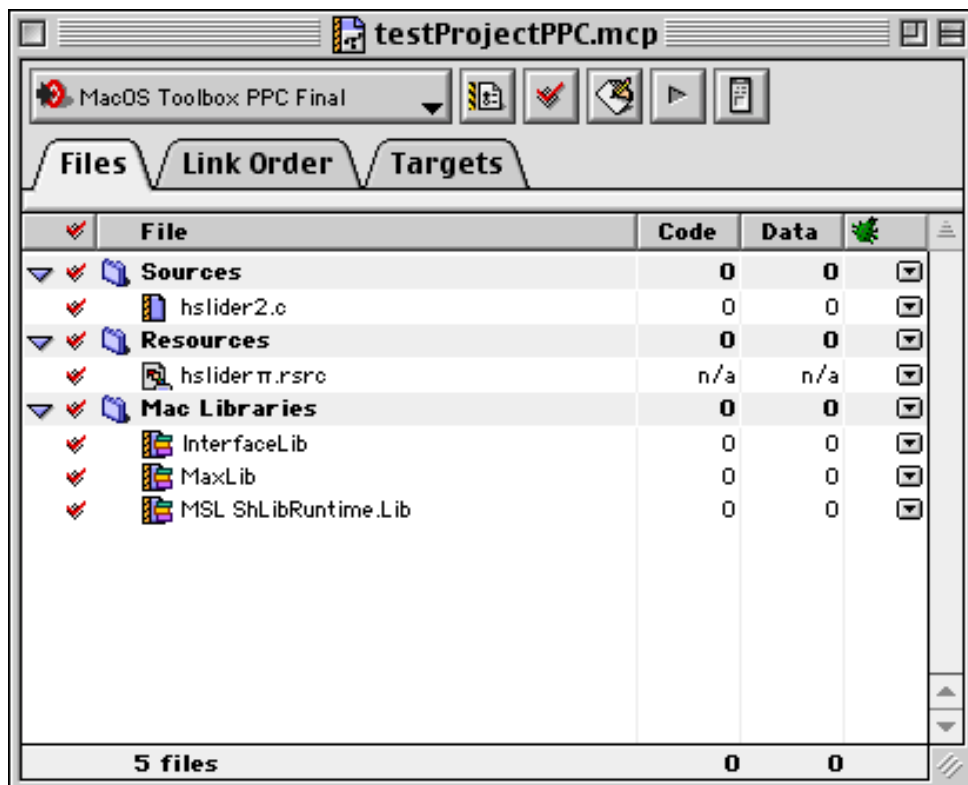 testProjectPPC.mcp
MacOS Toolbox PPC Final
Files Link Order Targets
File Code Data
Sources 0 0
hslider2.c 0 0
Resources 0 0
hsliderπ.rsrc n/a n/a
Mac Libraries 0 0
InterfaceLib 0 0
MaxLib 0 0
MSL ShLibRuntime.Lib 0 0
5 files 0 0